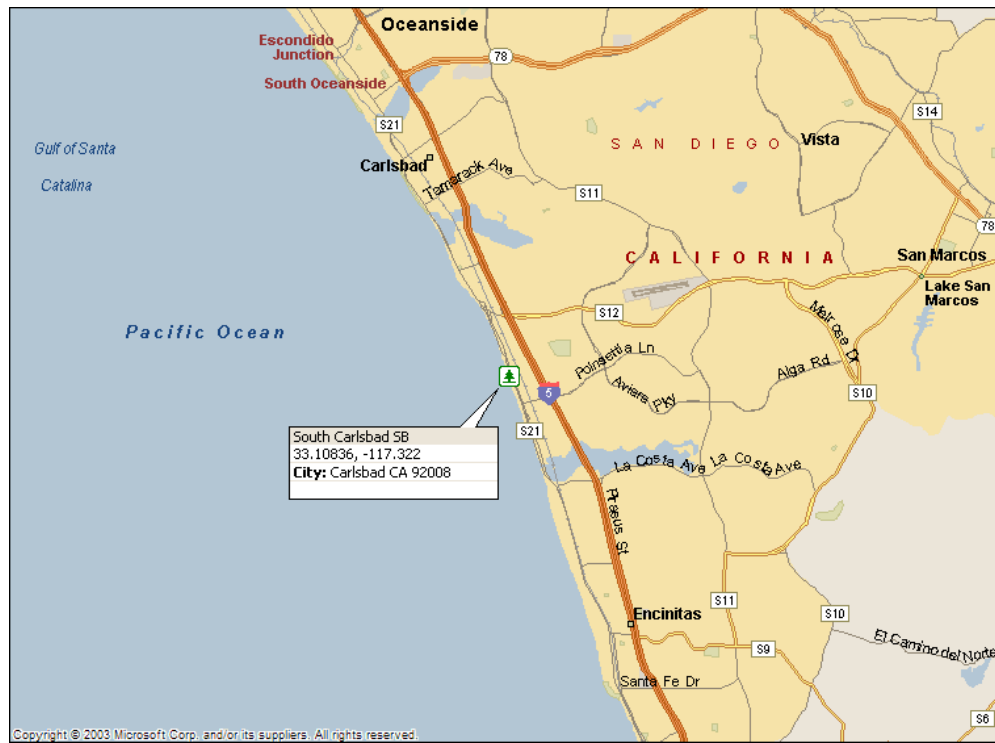 Oceanside
Escondido
Junction
78
South Oceanside
S14
S21
SAN DIEGO
Vista
Gulf of Santa
Catalina
Carlsbad
Tamarack Ave
S11
78
San Marcos
CALIFORNIA
Lake San
Marcos
S12
Melrose Dr
Pacific Ocean
Poinsettia Ln
Alga Rd
Aviara Pky
5
S10
S21
South Carlsbad SB
33.10836, -117.322
City: Carlsbad CA 92008
La Costa Ave La Costa Ave
Piraeus St
S11
S10
Encinitas
El Camino del Norte
S9
Santa Fe Dr
S6
Copyright © 2003 Microsoft Corp. and/or its suppliers. All rights reserved.